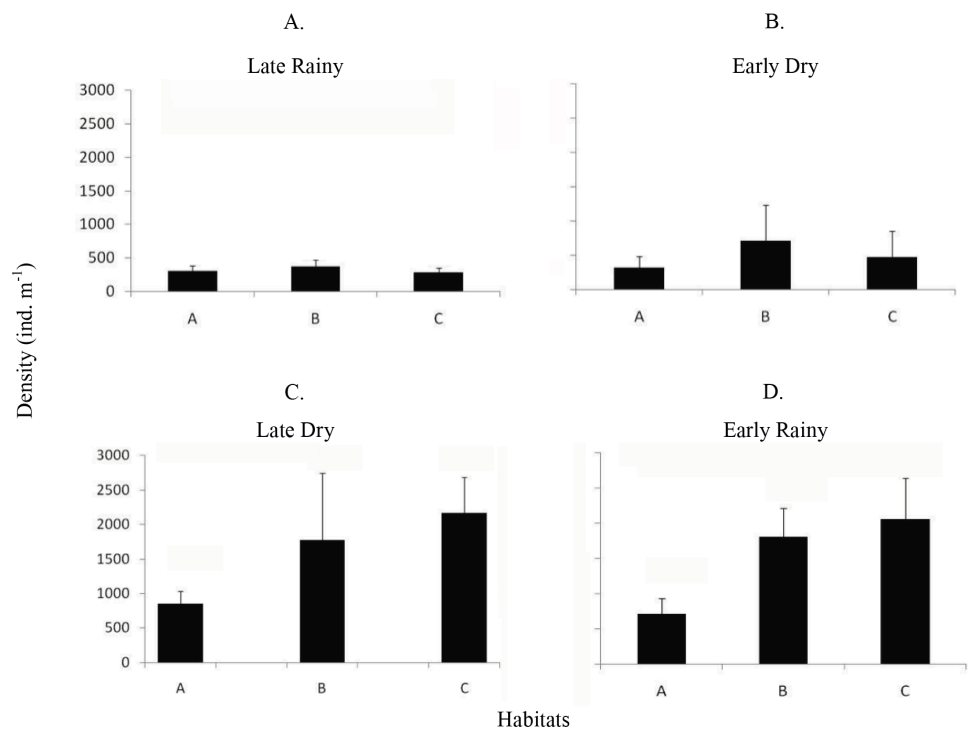 A.
Late Rainy
3000
2500
2000
1500
1000
500
0
A B C
B.
Early Dry
A B C
Density (ind. m-1)
C.
Late Dry
3000
2500
2000
1500
1000
500
0
A B C
D.
Early Rainy
A B C
Habitats